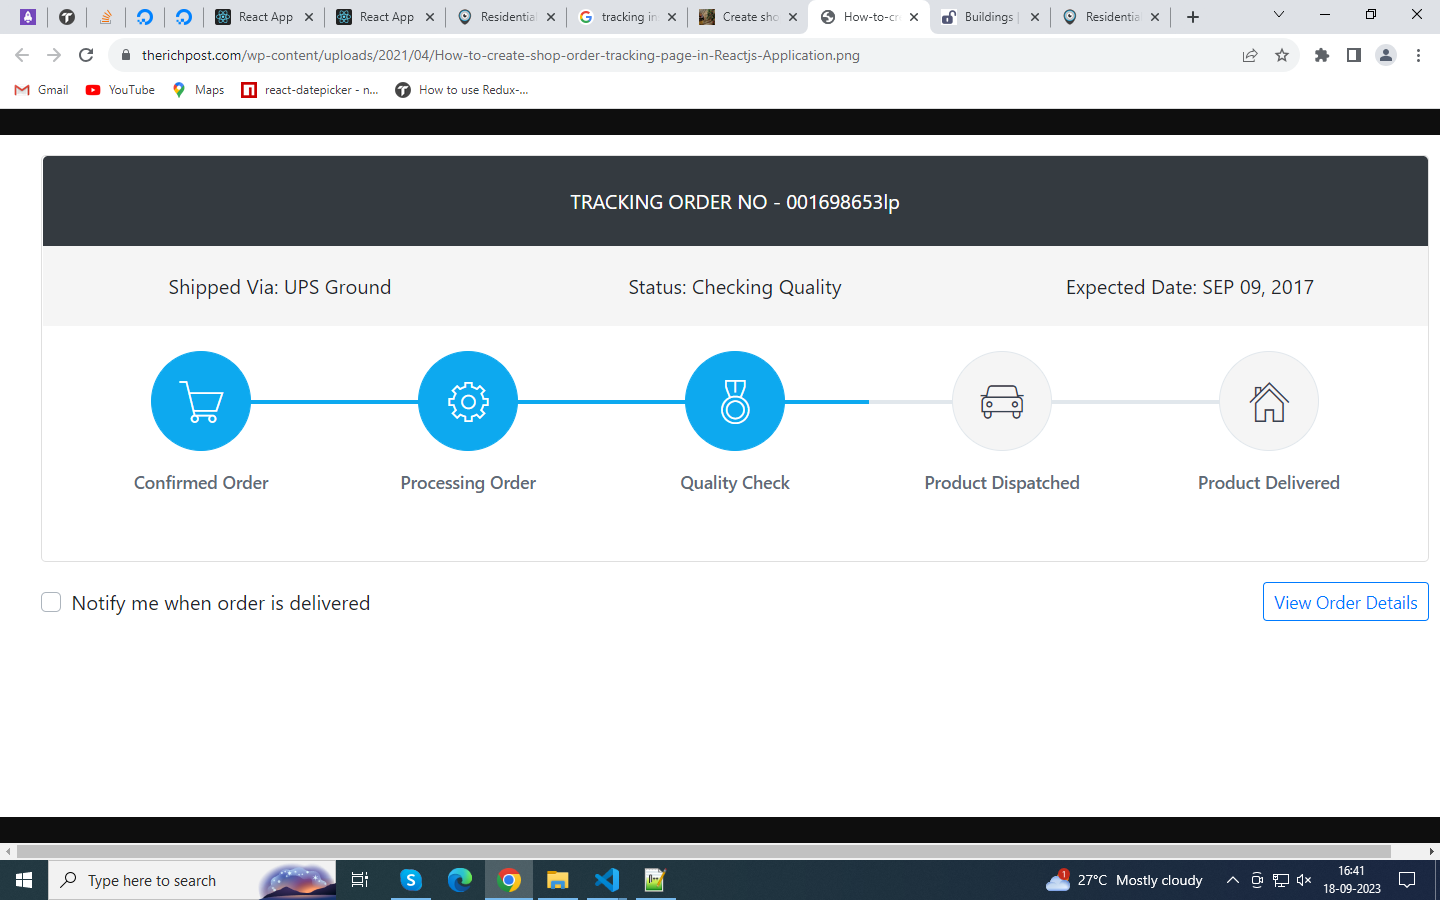 React App
React App
Residential
tracking in
Create sho
How-to-cr
Buildings |
Residential
therichpost.com/wp-content/uploads/2021/04/How-to-create-shop-order-tracking-page-in-Reactjs-Application.png
Gmail YouTube Maps react-datepicker - n... How to use Redux-...
TRACKING ORDER NO - 001698653lp
Shipped Via: UPS Ground Status: Checking Quality Expected Date: SEP 09, 2017
Confirmed Order Processing Order Quality Check Product Dispatched Product Delivered
Notify me when order is delivered View Order Details
Type here to search
1
27°C Mostly cloudy
16:41
18-09-2023